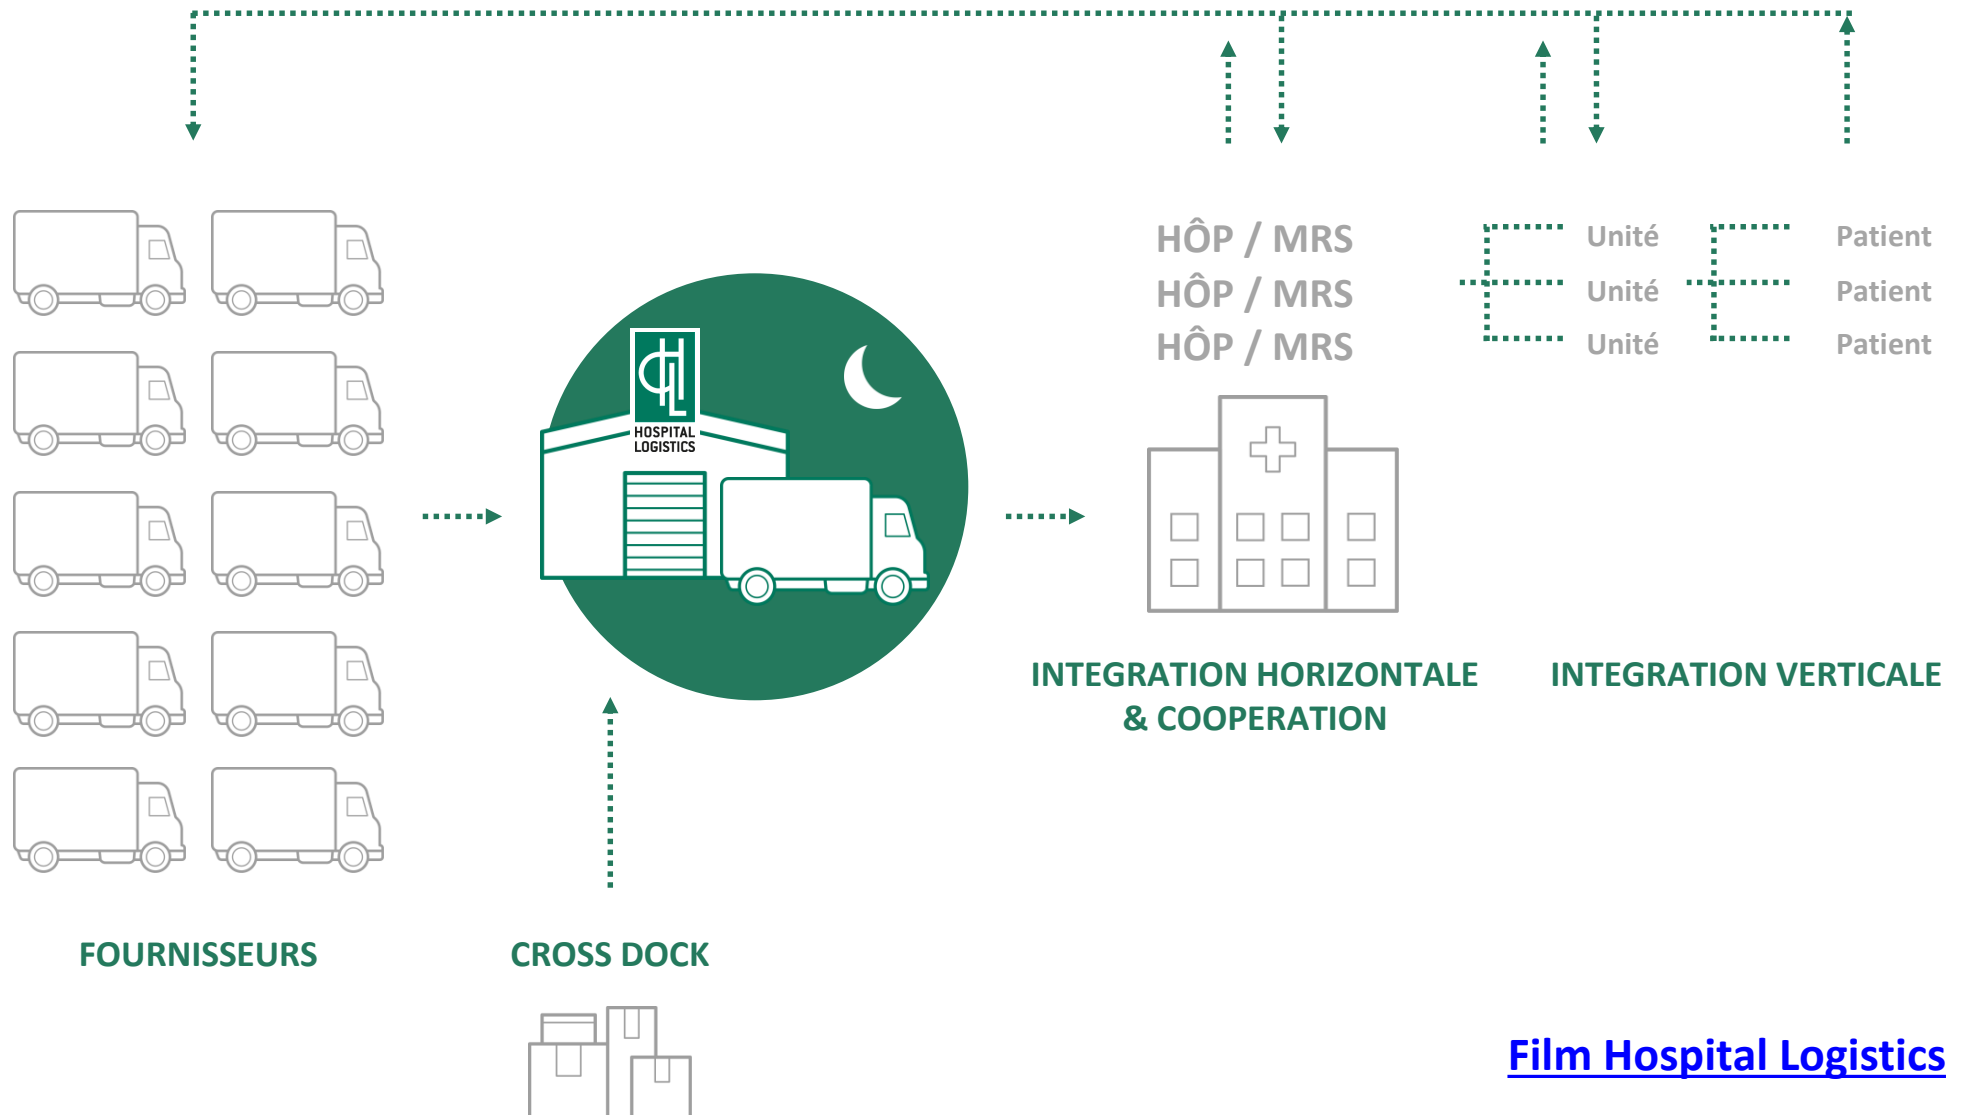 HÔP / MRS
HÔP / MRS
HÔP / MRS
Unité
Unité
Unité
Patient
Patient
Patient
HOSPITAL
LOGISTICS
INTEGRATION HORIZONTALE
& COOPERATION
INTEGRATION VERTICALE
FOURNISSEURS
CROSS DOCK
Film Hospital Logistics